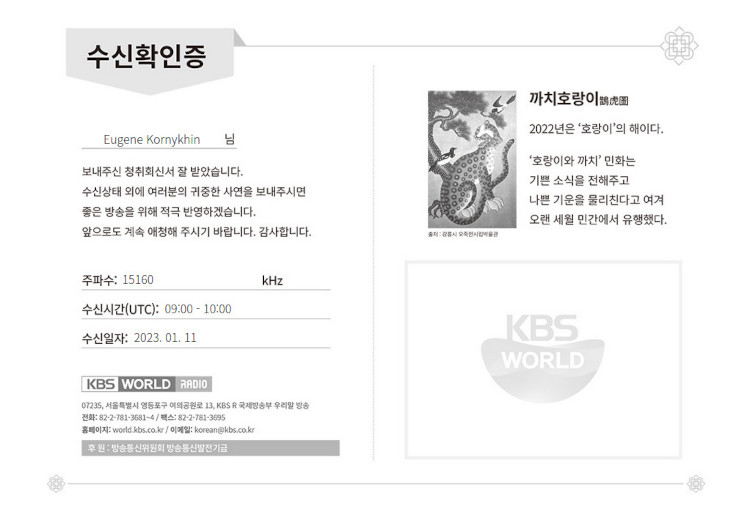 수신확인증
Eugene Kornykhin 님
보내주신 청취회신서 잘 받았습니다.
수신상태 외에 여러분의 귀중한 사연을 보내주시면
좋은 방송을 위해 적극 반영하겠습니다.
앞으로도 계속 애청해 주시기 바랍니다. 감사합니다.
주파수: 15160 kHz
수신시간(UTC): 09:00 - 10:00
수신일자: 2023. 01. 11
KBS WORLD RADIO
07235, 서울특별시 영등포구 여의공원로 13, KBS R 국제방송부 우리말 방송
전화: 82-2-781-3681~4 / 팩스: 82-2-781-3695
홈페이지: world.kbs.co.kr / 이메일: korean@kbs.co.kr
후 원 : 방송통신위원회 방송통신발전기금
까치호랑이鵲虎圖
2022년은 ‘호랑이’의 해이다.
‘호랑이와 까치’ 민화는
기쁜 소식을 전해주고
나쁜 기운을 물리친다고 여겨
오랜 세월 민간에서 유행했다.
출처 : 강릉시 오죽헌시립박물관
KBS
WORLD